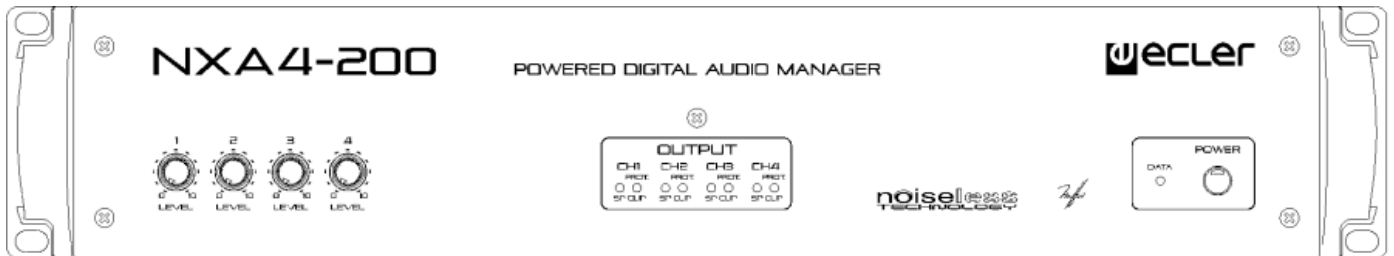 NXA4-200
POWERED DIGITAL AUDIO MANAGER
ecler
1 2 3 4
LEVEL LEVEL LEVEL LEVEL
OUTPUT
CH1 CH2 CH3 CH4
PROT. PROT. PROT. PROT.
SP CLIP SP CLIP SP CLIP SP CLIP
noiseless
TECHNOLOGY
POWER
DATA